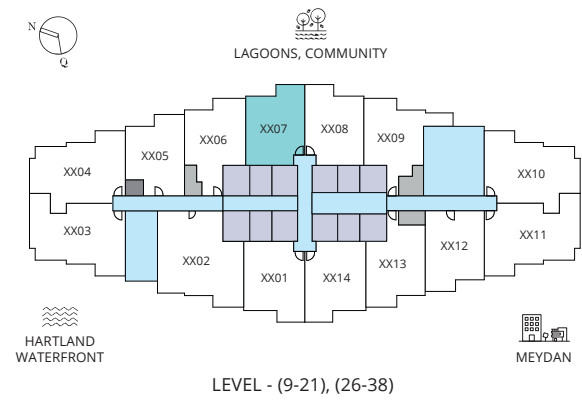 N
Q
LAGOONS, COMMUNITY
XX07
XX08
XX06
XX09
XX05
XX04
XX10
XX03
XX11
XX02
XX12
XX01
XX14
XX13
HARTLAND
WATERFRONT
MEYDAN
LEVEL - (9-21), (26-38)